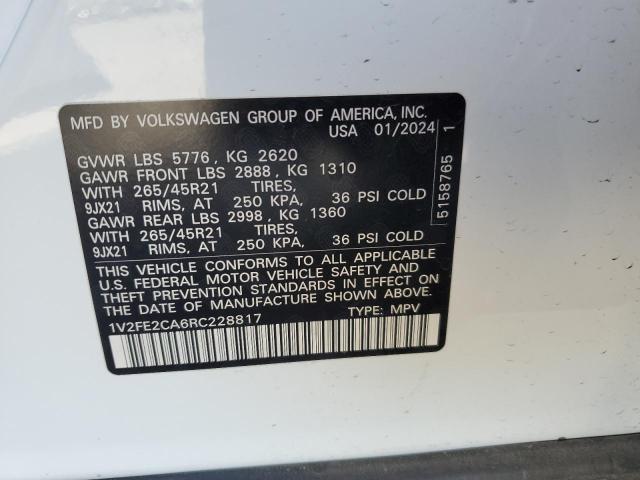 MFD BY VOLKSWAGEN GROUP OF AMERICA, INC.
USA 01/2024
GVWR LBS 5776, KG 2620
GAWR FRONT LBS 2888, KG 1310
WITH 265/45R21 TIRES,
9JX21 RIMS, AT 250 KPA, 36 PSI COLD
GAWR REAR LBS 2998, KG 1360
WITH 265/45R21 TIRES,
9JX21 RIMS, AT 250 KPA, 36 PSI COLD
THIS VEHICLE CONFORMS TO ALL APPLICABLE
U.S. FEDERAL MOTOR VEHICLE SAFETY AND
THEFT PREVENTION STANDARDS IN EFFECT ON
THE DATE OF MANUFACTURE SHOWN ABOVE.
1V2FE2CA6RC228817 TYPE: MPV
5158765 1